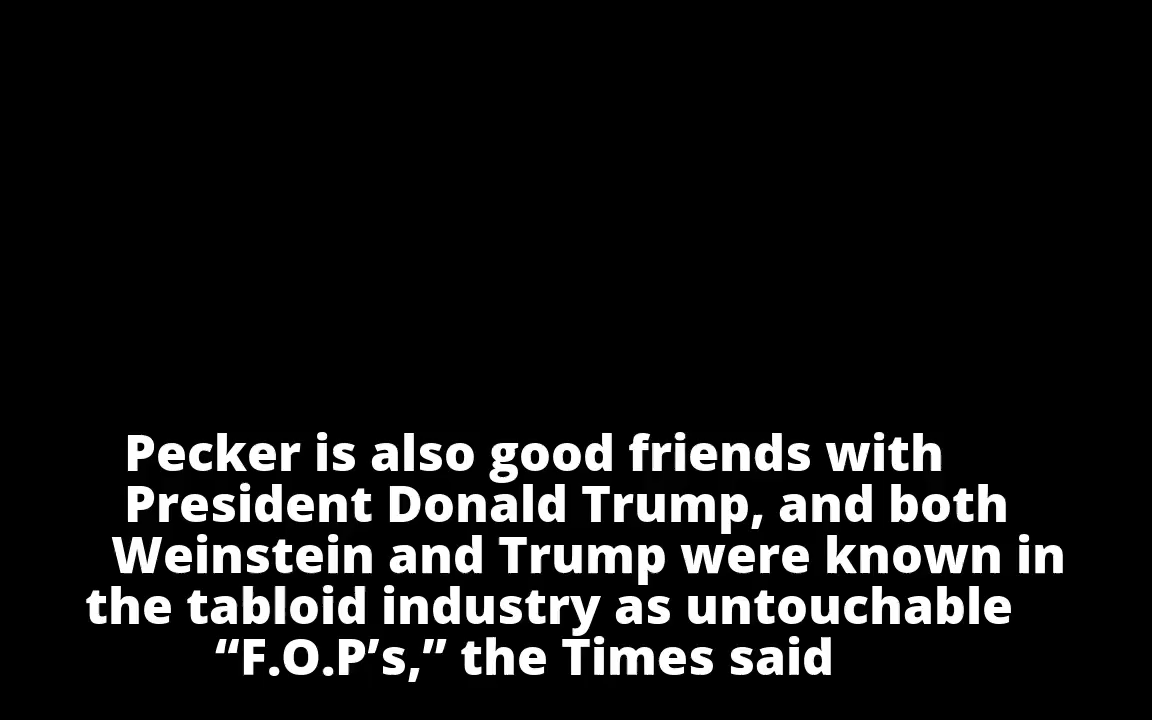 Pecker is also good friends with
President Donald Trump, and both
Weinstein and Trump were known in
the tabloid industry as untouchable
“F.O.P’s,” the Times said